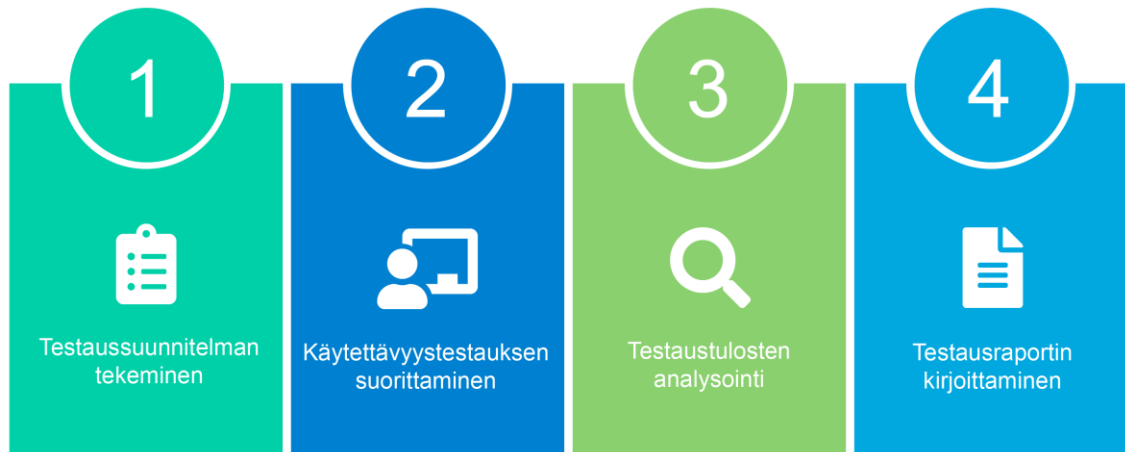 1
2
3
4
Testaussuunnitelman
tekeminen
Käytettävyystestauksen
suorittaminen
Testaustulosten
analysointi
Testausraportin
kirjoittaminen